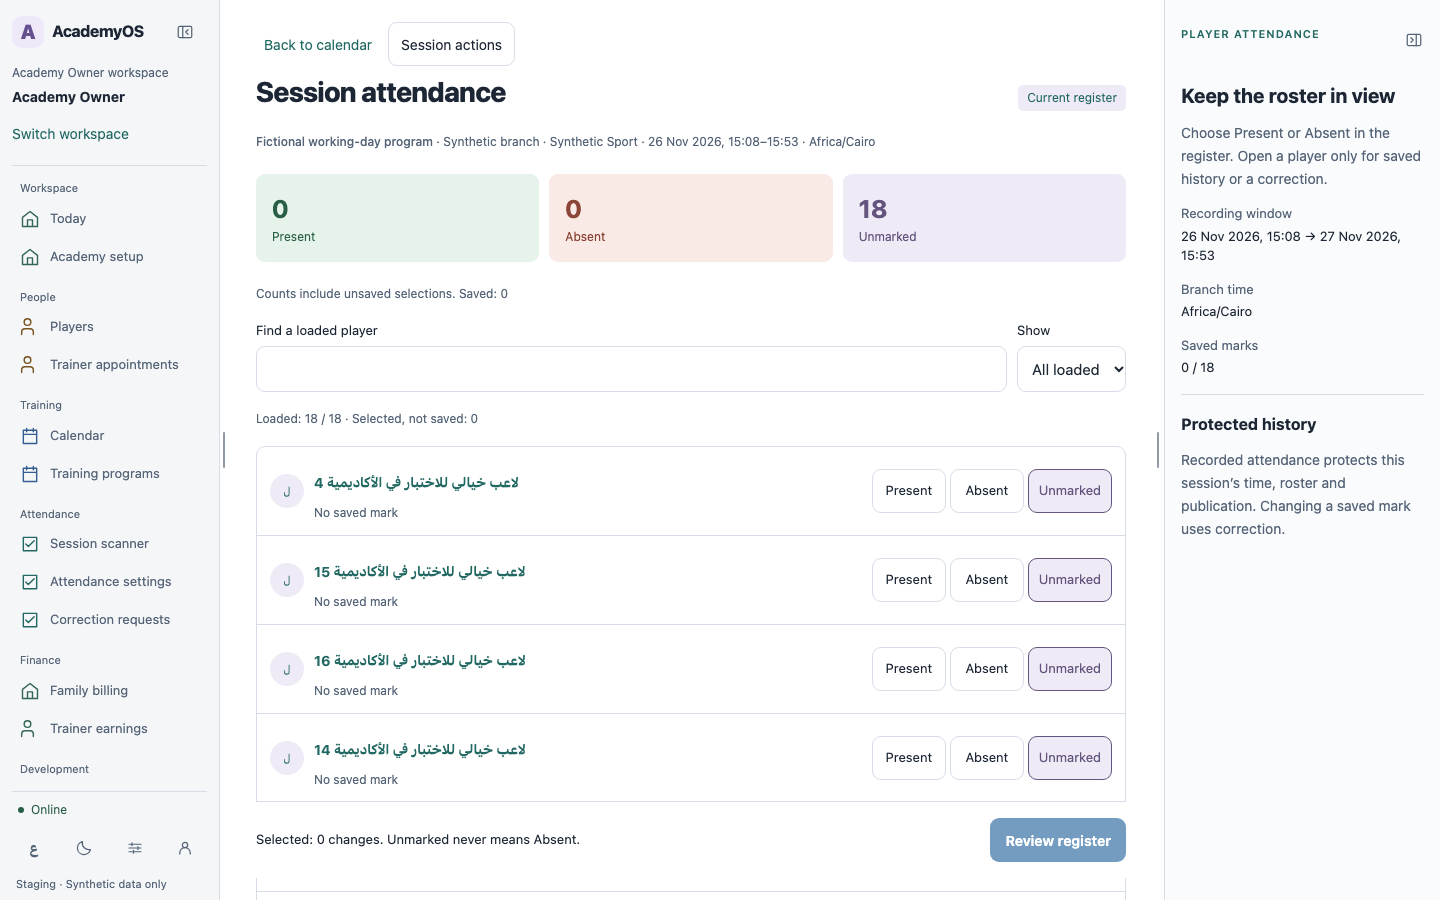 A AcademyOS
Academy Owner workspace
Academy Owner
Switch workspace
Workspace
Today
Academy setup
People
Players
Trainer appointments
Training
Calendar
Training programs
Attendance
Session scanner
Attendance settings
Correction requests
Finance
Family billing
Trainer earnings
Development
Online
ع
Staging · Synthetic data only
Back to calendar
Session actions
Session attendance
Current register
Fictional working-day program · Synthetic branch · Synthetic Sport · 26 Nov 2026, 15:08–15:53 · Africa/Cairo
0
Present
0
Absent
18
Unmarked
Counts include unsaved selections. Saved: 0
Find a loaded player
Show
All loaded
Loaded: 18 / 18 · Selected, not saved: 0
ل
لاعب خيالي للاختبار في الأكاديمية 4
No saved mark
Present Absent Unmarked
ل
لاعب خيالي للاختبار في الأكاديمية 15
No saved mark
Present Absent Unmarked
ل
لاعب خيالي للاختبار في الأكاديمية 16
No saved mark
Present Absent Unmarked
ل
لاعب خيالي للاختبار في الأكاديمية 14
No saved mark
Present Absent Unmarked
Selected: 0 changes. Unmarked never means Absent.
Review register
PLAYER ATTENDANCE
Keep the roster in view
Choose Present or Absent in the
register. Open a player only for saved
history or a correction.
Recording window
26 Nov 2026, 15:08 → 27 Nov 2026,
15:53
Branch time
Africa/Cairo
Saved marks
0 / 18
Protected history
Recorded attendance protects this
session’s time, roster and
publication. Changing a saved mark
uses correction.